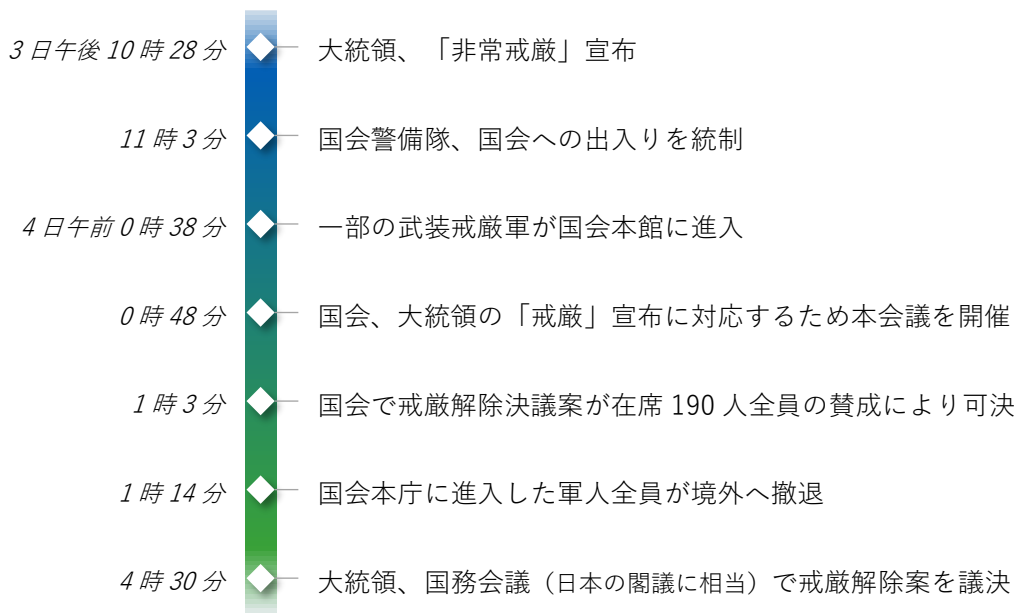 3日午後10時28分 大統領、「非常戒厳」宣布
11時3分 国会警備隊、国会への出入りを統制
4日午前0時38分 一部の武装戒厳軍が国会本館に進入
0時48分 国会、大統領の「戒厳」宣布に対応するため本会議を開催
1時3分 国会で戒厳解除決議案が在席190人全員の賛成により可決
1時14分 国会本庁に進入した軍人全員が境外へ撤退
4時30分 大統領、国務会議（日本の閣議に相当）で戒厳解除案を議決